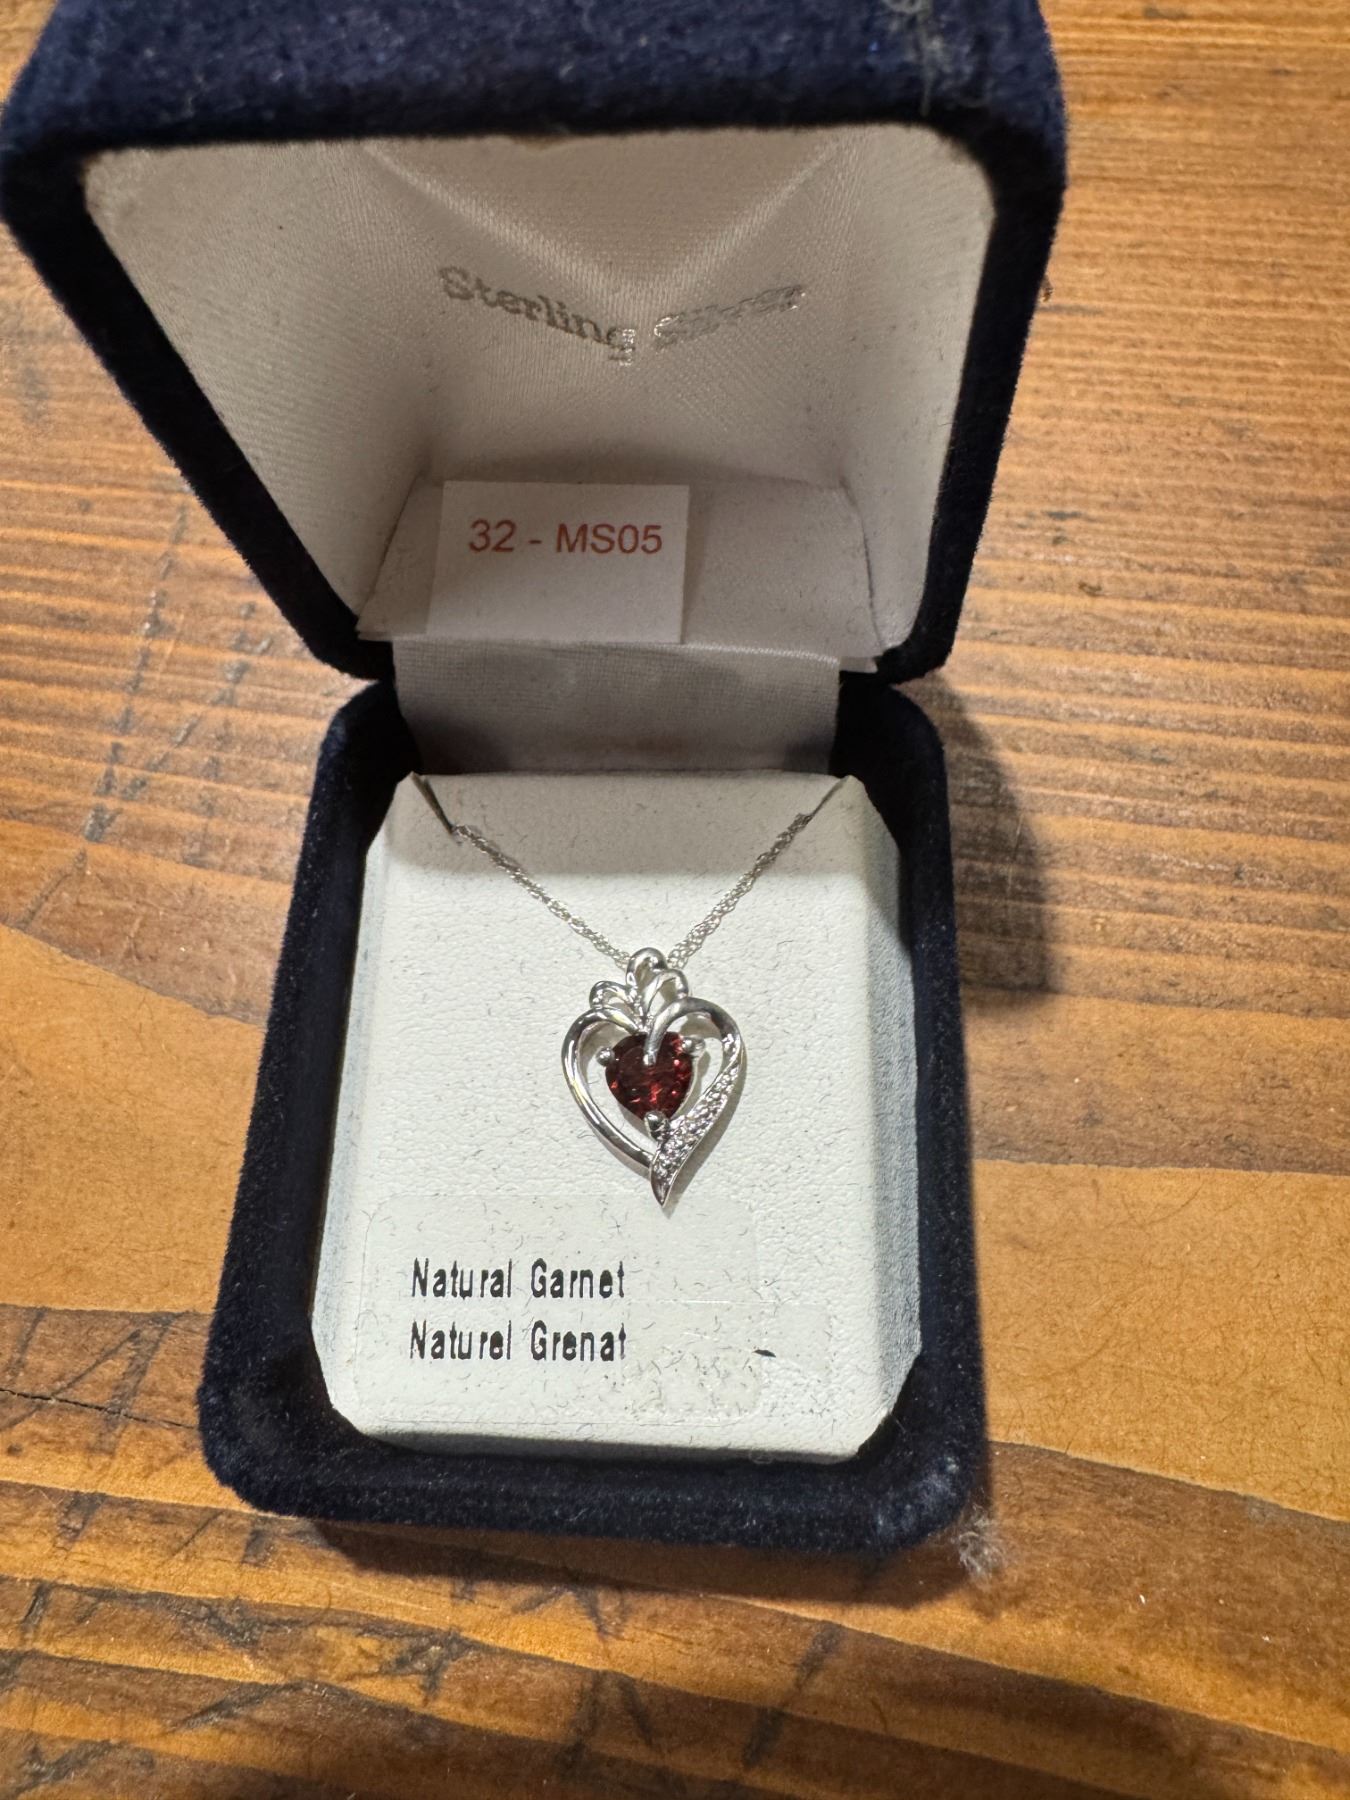 Sterling Silver
32 - MS05
Natural Garnet
Naturel Grenat